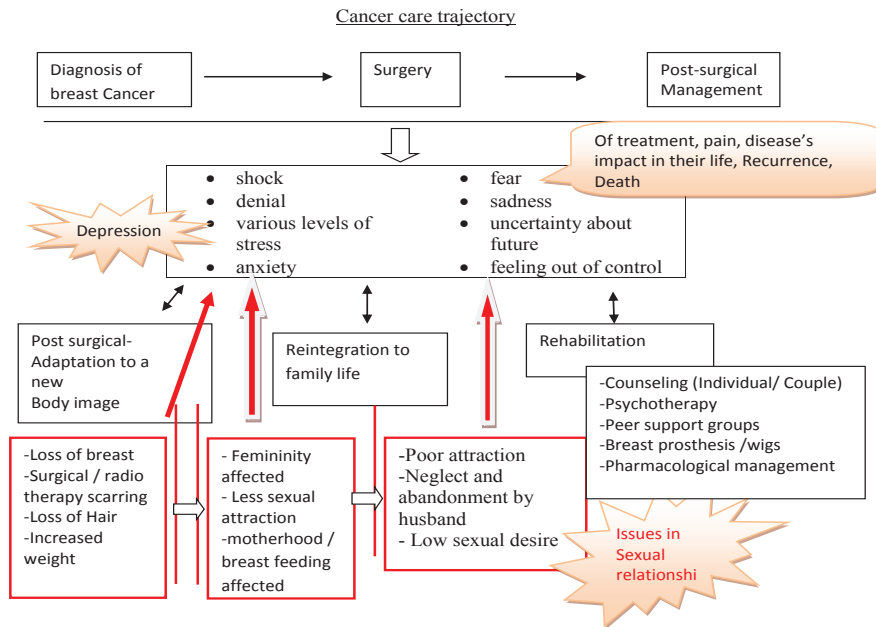 Cancer care trajectory
Diagnosis of
breast Cancer
Surgery
Post-surgical
Management
Of treatment, pain, disease's
impact in their life, Recurrence,
Death
• shock
• denial
• various levels of
stress
• anxiety
• fear
• sadness
• uncertainty about
future
• feeling out of control
Depression
Post surgical-
Adaptation to a
new
Body image
Reintegration to
family life
Rehabilitation
-Counseling (Individual/ Couple)
-Psychotherapy
-Peer support groups
-Breast prosthesis /wigs
-Pharmacological management
-Loss of breast
-Surgical / radio
therapy scarring
-Loss of Hair
-Increased
weight
- Femininity
affected
- Less sexual
attraction
-motherhood /
breast feeding
affected
-Poor attraction
-Neglect and
abandonment by
husband
- Low sexual desire
Issues in
Sexual
relationshi